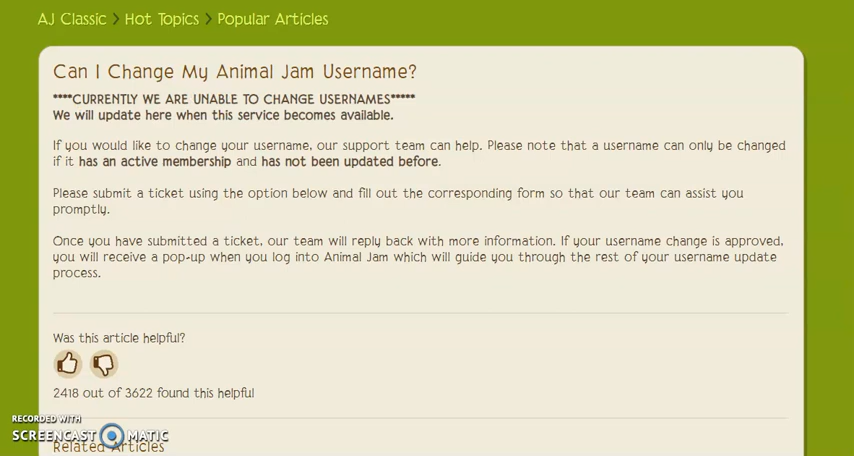 AJ Classic > Hot Topics > Popular Articles
Can I Change My Animal Jam Username?
****CURRENTLY WE ARE UNABLE TO CHANGE USERNAMES*****
We will update here when this service becomes available.
If you would like to change your username, our support team can help. Please note that a username can only be changed
if it has an active membership and has not been updated before.
Please submit a ticket using the option below and fill out the corresponding form so that our team can assist you
promptly.
Once you have submitted a ticket, our team will reply back with more information. If your username change is approved,
you will receive a pop-up when you log into Animal Jam which will guide you through the rest of your username update
process.
Was this article helpful?
2418 out of 3622 found this helpful
RECORDED WITH
SCREENCAST MATIC
Related Articles